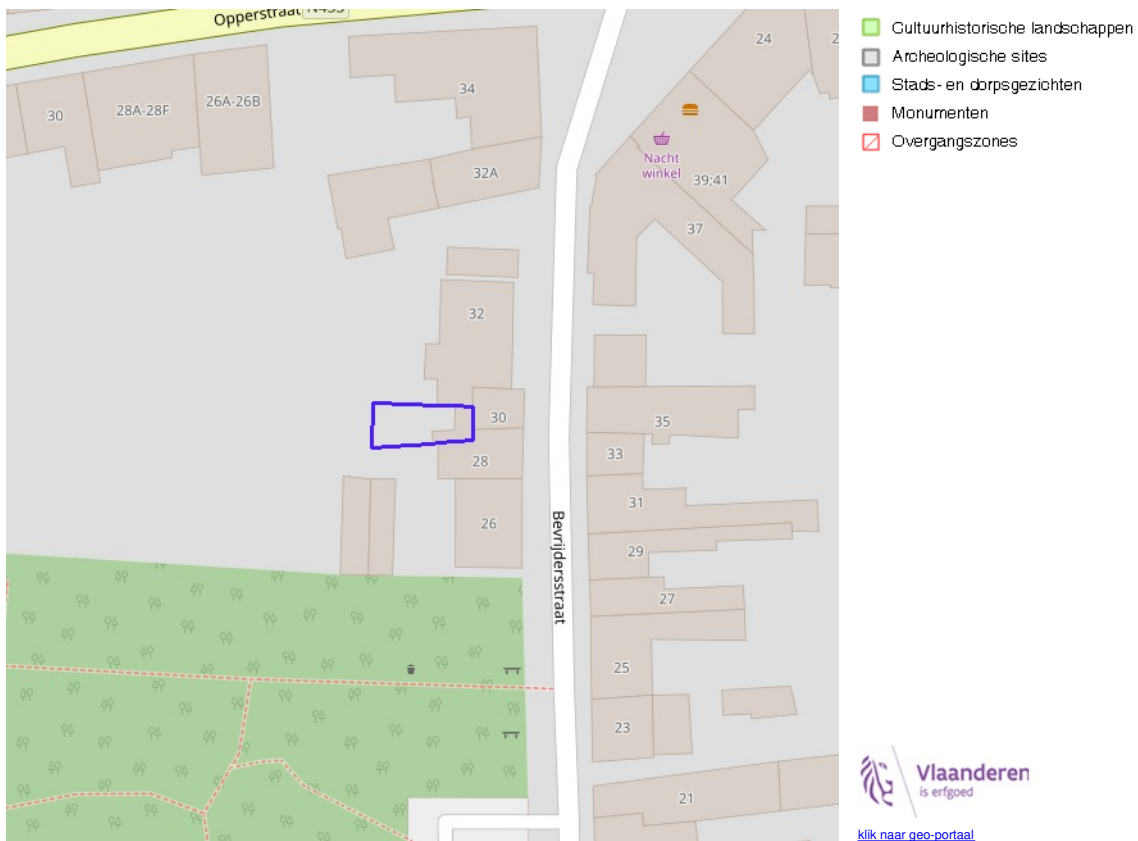 Opperstraat N455
24
2
34
30
28A-28F
26A-26B
Nacht
winkel
39;41
32A
37
32
30
35
28
33
31
26
29
Bevrijdersstraat
27
25
23
21
Cultuurhistorische landschappen
Archeologische sites
Stads- en dorpsgezichten
Monumenten
Overgangszones
Vlaanderen
is erfgoed
klik naar geo-portaal